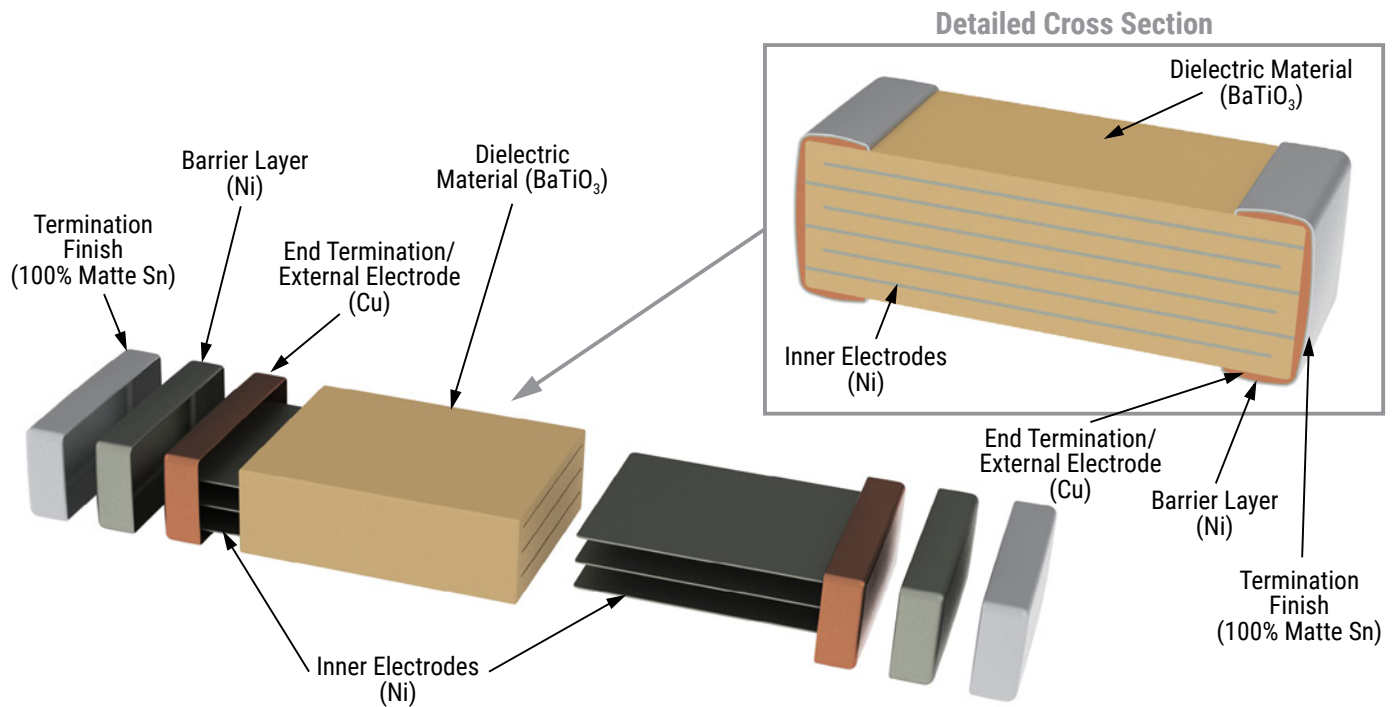 Detailed Cross Section
Dielectric Material
(BaTiO₃)
Inner Electrodes
(Ni)
End Termination/
External Electrode
(Cu)
Barrier Layer
(Ni)
Termination
Finish
(100% Matte Sn)
Termination
Finish
(100% Matte Sn)
Barrier Layer
(Ni)
End Termination/
External Electrode
(Cu)
Dielectric
Material (BaTiO₃)
Inner Electrodes
(Ni)